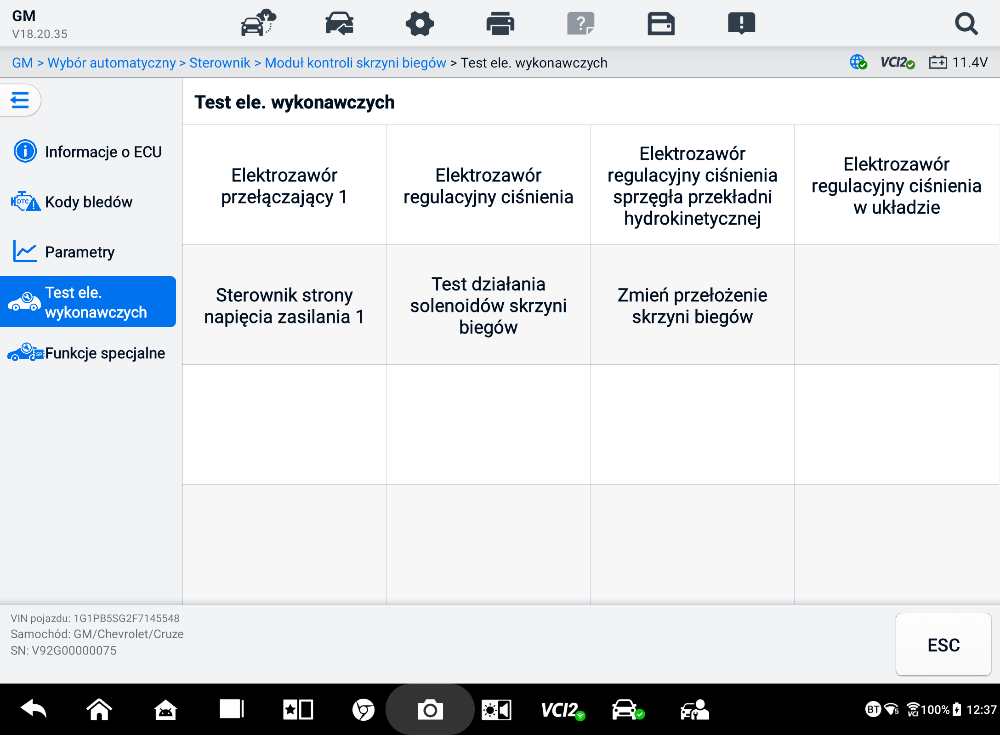 GM
V18.20.35
?
!
GM > Wybór automatyczny > Sterownik > Moduł kontroli skrzyni biegów > Test ele. wykonawczych
VCI2
11.4V
Test ele. wykonawczych
Informacje o ECU
DTC
Kody bledów
Parametry
Test ele.
wykonawczych
SP
Funkcje specjalne
Elektrozawór
przełączający 1
Elektrozawór
regulacyjny ciśnienia
Elektrozawór
regulacyjny ciśnienia
sprzęgła przekładni
hydrokinetycznej
Elektrozawór
regulacyjny ciśnienia
w układzie
Sterownik strony
napięcia zasilania 1
Test działania
solenoidów skrzyni
biegów
Zmień przełożenie
skrzyni biegów
VIN pojazdu: 1G1PB5SG2F7145548
Samochód: GM/Chevrolet/Cruze
SN: V92G00000075
ESC
VCI2
BT
5
VCI
100%
12:37